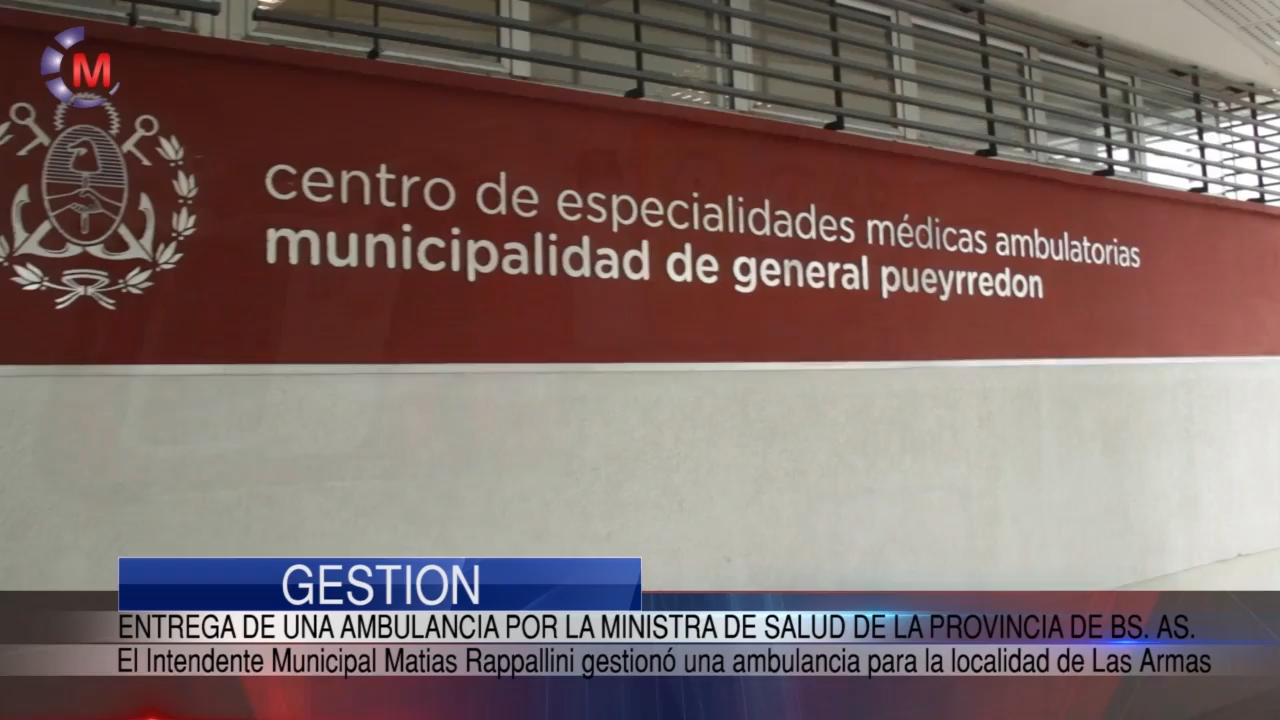 M
centro de especialidades médicas ambulatorias
municipalidad de general pueyrredon
GESTION
ENTREGA DE UNA AMBULANCIA POR LA MINISTRA DE SALUD DE LA PROVINCIA DE BS. AS.
El Intendente Municipal Matias Rappallini gestionó una ambulancia para la localidad de Las Armas